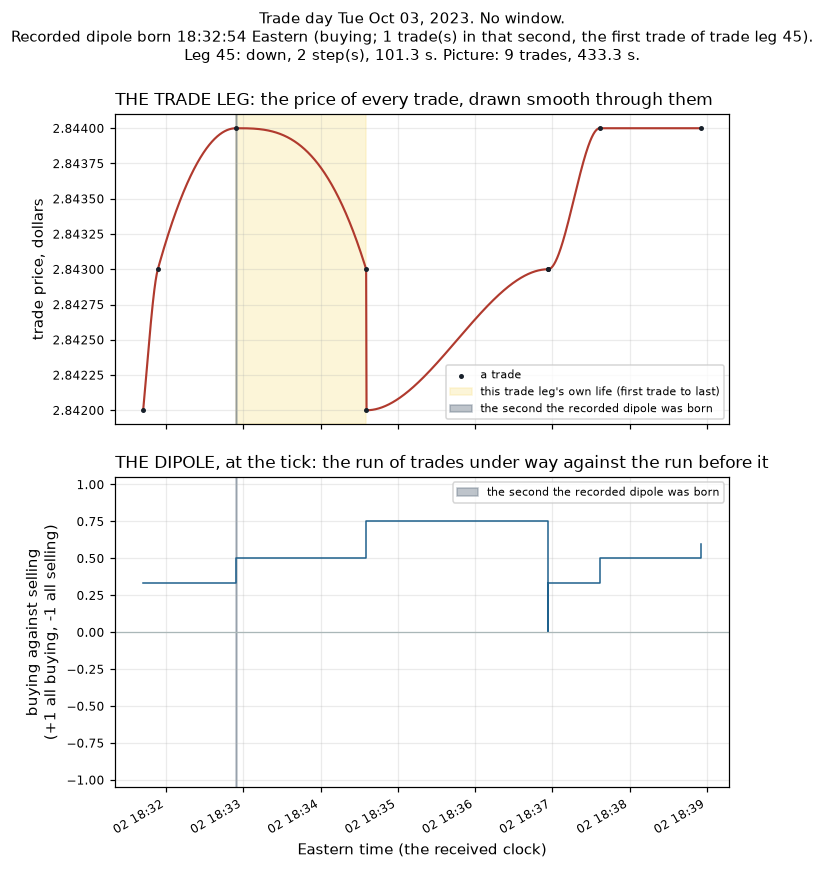 Trade day Tue Oct 03, 2023. No window.
Recorded dipole born 18:32:54 Eastern (buying; 1 trade(s) in that second, the first trade of trade leg 45).
Leg 45: down, 2 step(s), 101.3 s. Picture: 9 trades, 433.3 s.
THE TRADE LEG: the price of every trade, drawn smooth through them
trade price, dollars
2.84400
2.84375
2.84350
2.84325
2.84300
2.84275
2.84250
2.84225
2.84200
a trade
this trade leg's own life (first trade to last)
the second the recorded dipole was born
THE DIPOLE, at the tick: the run of trades under way against the run before it
buying against selling
(+1 all buying, -1 all selling)
1.00
0.75
0.50
0.25
0.00
−0.25
−0.50
−0.75
−1.00
the second the recorded dipole was born
02 18:32
02 18:33
02 18:34
02 18:35
02 18:36
02 18:37
02 18:38
02 18:39
Eastern time (the received clock)